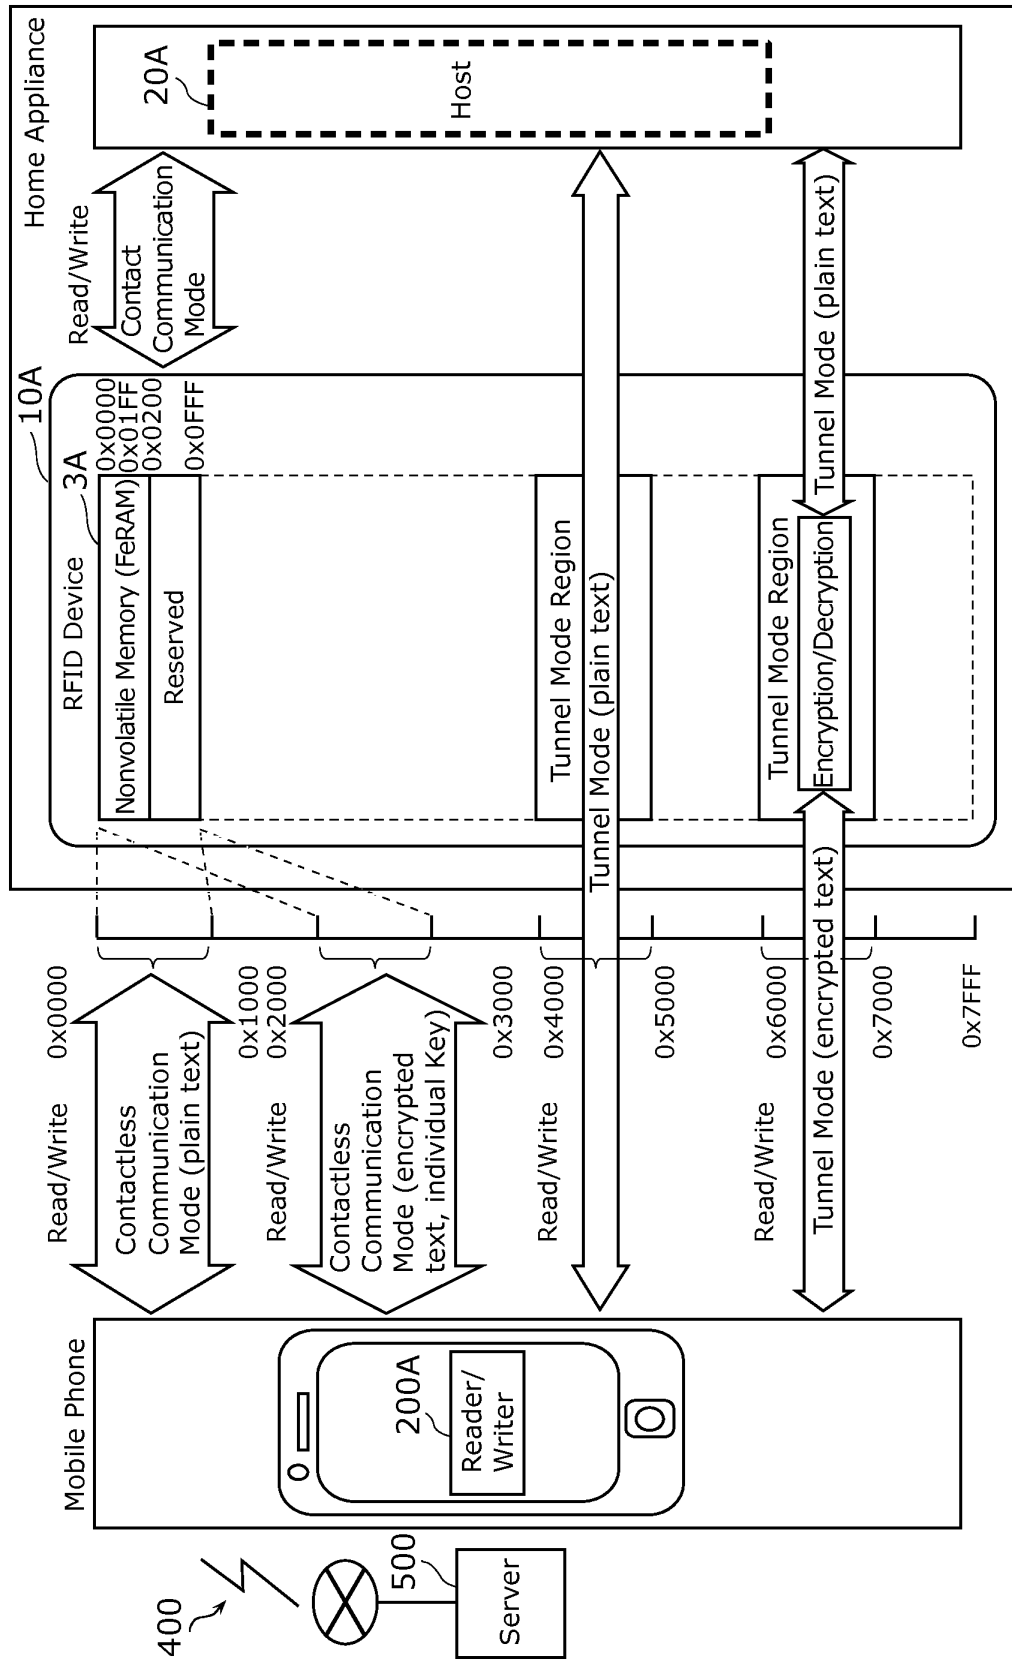 400
500
Server
Mobile Phone
200A
Reader/
Writer
Read/Write
Contactless
Communication
Mode (plain text)
Read/Write
Contactless
Communication
Mode (encrypted
text, individual Key)
Read/Write
Tunnel Mode (plain text)
Read/Write
Tunnel Mode (encrypted text)
0x0000
0x1000
0x2000
0x3000
0x4000
0x5000
0x6000
0x7000
0x7FFF
Home Appliance
10A
RFID Device
3A
Nonvolatile Memory (FeRAM)
Reserved
0x0000
0x01FF
0x0200
0x0FFF
Tunnel Mode Region
Tunnel Mode Region
Encryption/Decryption
Read/Write
Contact
Communication
Mode
Tunnel Mode (plain text)
20A
Host